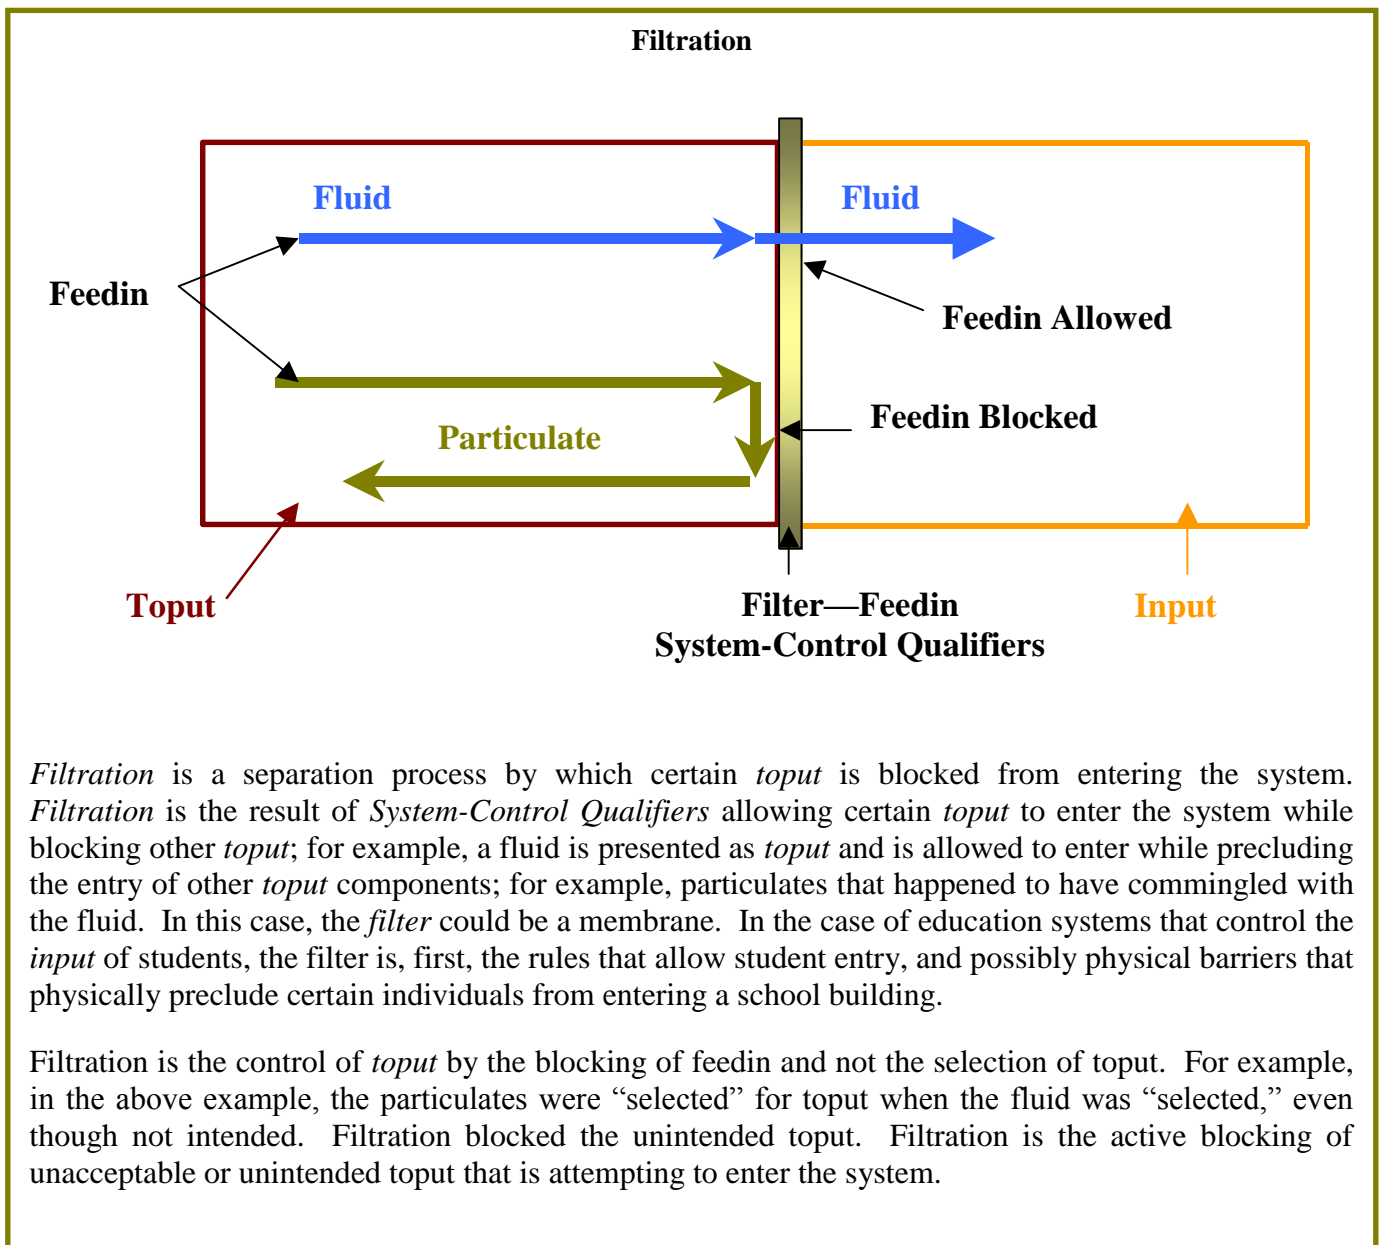 Filtration
Fluid
Fluid
Feedin
Feedin Allowed
Feedin Blocked
Particulate
Toput
Filter—Feedin
System-Control Qualifiers
Input
Filtration is a separation process by which certain toput is blocked from entering the system.
Filtration is the result of System-Control Qualifiers allowing certain toput to enter the system while
blocking other toput; for example, a fluid is presented as toput and is allowed to enter while precluding
the entry of other toput components; for example, particulates that happened to have commingled with
the fluid. In this case, the filter could be a membrane. In the case of education systems that control the
input of students, the filter is, first, the rules that allow student entry, and possibly physical barriers that
physically preclude certain individuals from entering a school building.
Filtration is the control of toput by the blocking of feedin and not the selection of toput. For example,
in the above example, the particulates were “selected” for toput when the fluid was “selected,” even
though not intended. Filtration blocked the unintended toput. Filtration is the active blocking of
unacceptable or unintended toput that is attempting to enter the system.